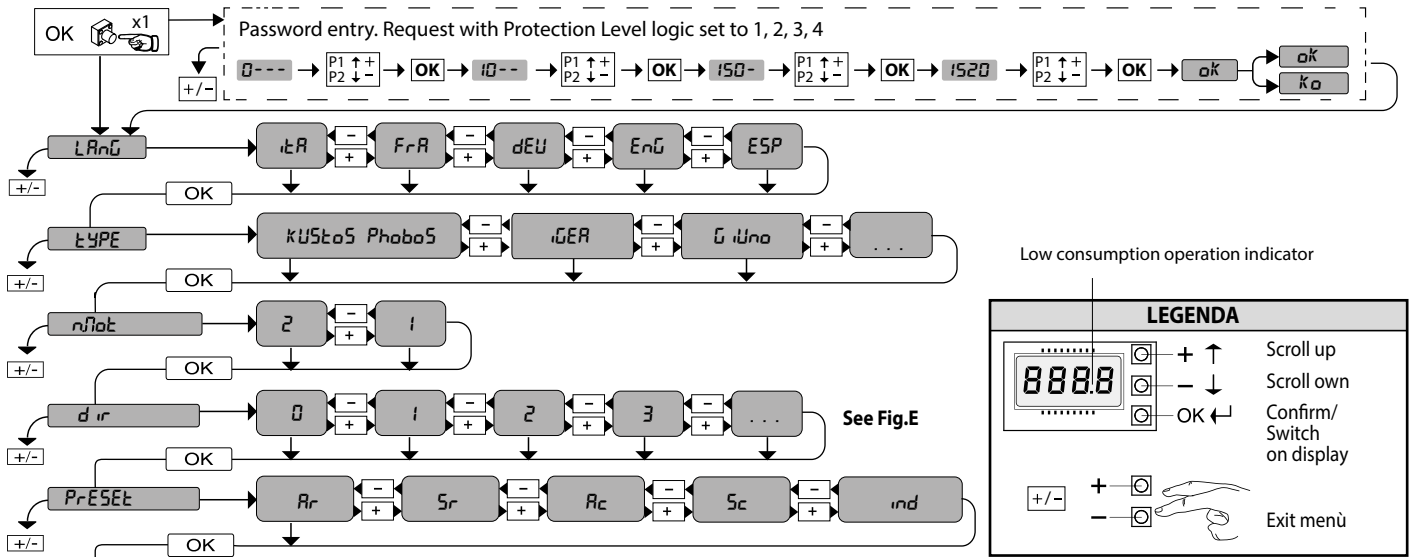 OK x1
Password entry. Request with Protection Level logic set to 1, 2, 3, 4
0--- P1 ↑ + P2 ↓ - OK 10-- P1 ↑ + P2 ↓ - OK 150- P1 ↑ + P2 ↓ - OK 1520 P1 ↑ + P2 ↓ - OK oK oK
Ko
+/-
LAnG itA - + FrA - + dEU - + EnG - + ESP
+/-
OK
tYPE KUStoS PhoboS - + iGEA - + GiUno - + ...
+/-
OK
nMot 2 - + 1
+/-
OK
dir 0 - + 1 - + 2 - + 3 - + ... See Fig.E
+/-
OK
PrESEt Ar - + Sr - + Ac - + Sc - + ind
+/-
OK
Low consumption operation indicator
LEGENDA
888.8
+ ↑ Scroll up
- ↓ Scroll own
OK ↵ Confirm/
Switch
on display
+/- + -
Exit menù